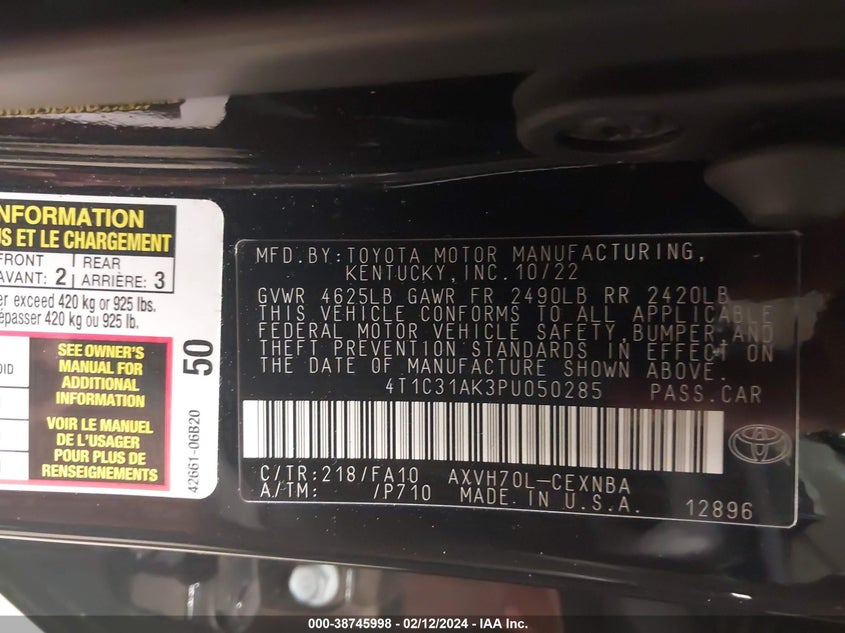 NFORMATION
US ET LE CHARGEMENT
FRONT
AVANT: 2
REAR
ARRIÈRE: 3
er exceed 420 kg or 925 lbs.
épasser 420 kg ou 925 lb.
OID
SEE OWNER'S
MANUAL FOR
ADDITIONAL
INFORMATION
VOIR LE MANUEL
DE L'USAGER
POUR PLUS DE
RENSEIGNEMENTS
50
42661-06B20
MFD.BY:TOYOTA MOTOR MANUFACTURING,
KENTUCKY,INC.10/22
GVWR 4625LB GAWR FR 2490LB RR 2420LB
THIS VEHICLE CONFORMS TO ALL APPLICABLE
FEDERAL MOTOR VEHICLE SAFETY,BUMPER,AND
THEFT PREVENTION STANDARDS IN EFFECT ON
THE DATE OF MANUFACTURE SHOWN ABOVE.
4T1C31AK3PU050285 PASS.CAR
C/TR:218/FA10 AXVH70L-CEXNBA
A/TM: /P710 MADE IN U.S.A. 12896
000-38745998 - 02/12/2024 - IAA Inc.